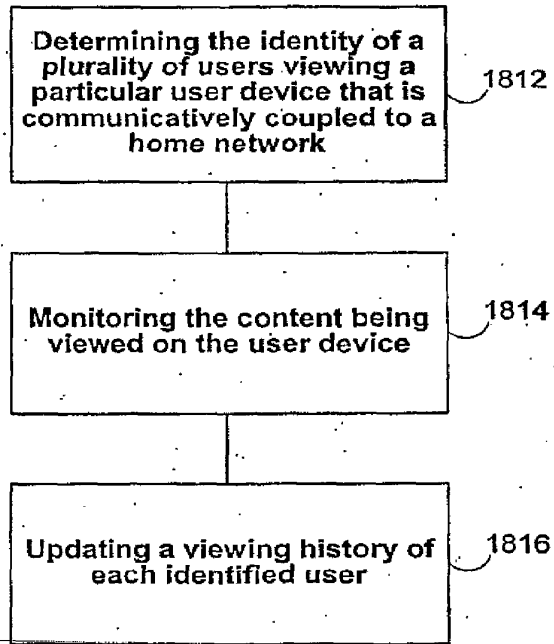 Determining the identity of a
plurality of users viewing a
particular user device that is
communicatively coupled to a
home network
1812
Monitoring the content being
viewed on the user device
1814
Updating a viewing history of
each identified user
1816